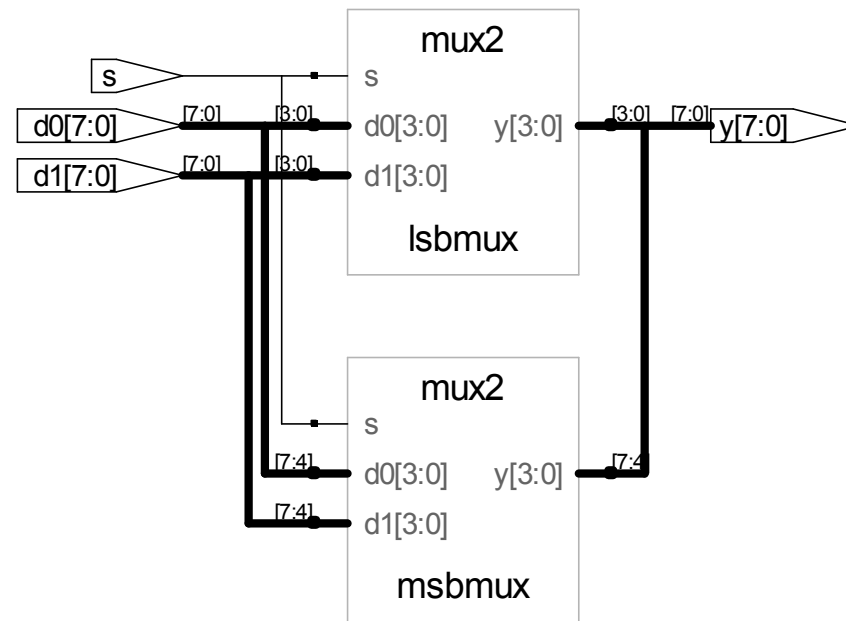 mux2
s
s
[7:0]
[3:0]
[3:0]
[7:0]
d0[7:0]
d0[3:0]
y[3:0]
y[7:0]
[7:0]
[3:0]
d1[7:0]
d1[3:0]
lsbmux
mux2
s
[7:4]
[7:4]
d0[3:0]
y[3:0]
[7:4]
d1[3:0]
msbmux